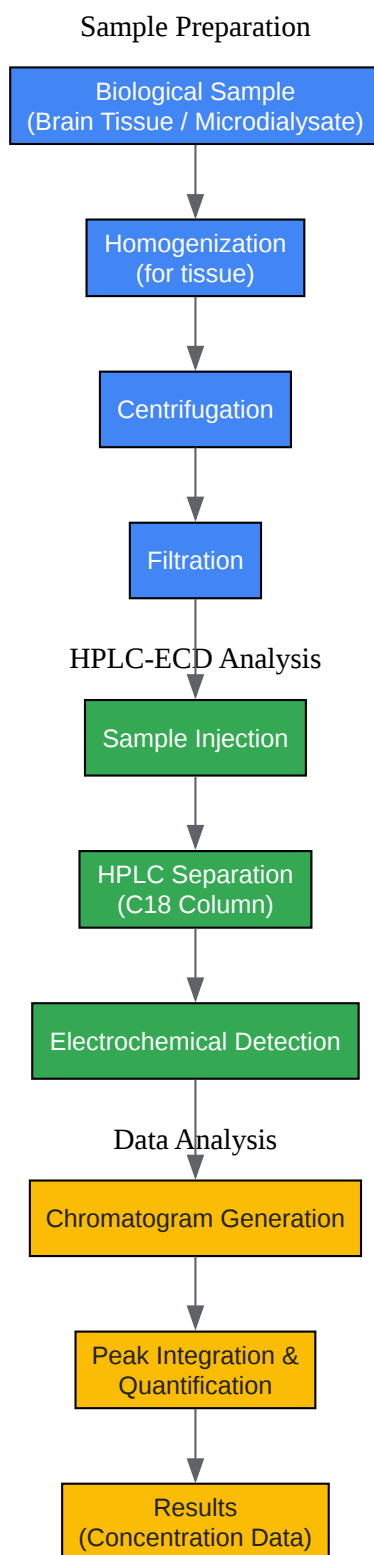 Sample Preparation
Biological Sample
(Brain Tissue / Microdialysate)
Homogenization
(for tissue)
Centrifugation
Filtration
HPLC-ECD Analysis
Sample Injection
HPLC Separation
(C18 Column)
Electrochemical Detection
Data Analysis
Chromatogram Generation
Peak Integration &
Quantification
Results
(Concentration Data)